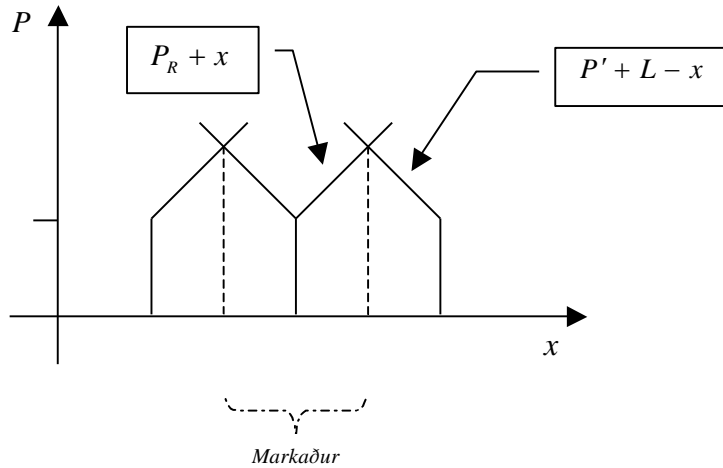 P
P_R + x
P′ + L − x
x
Markaður